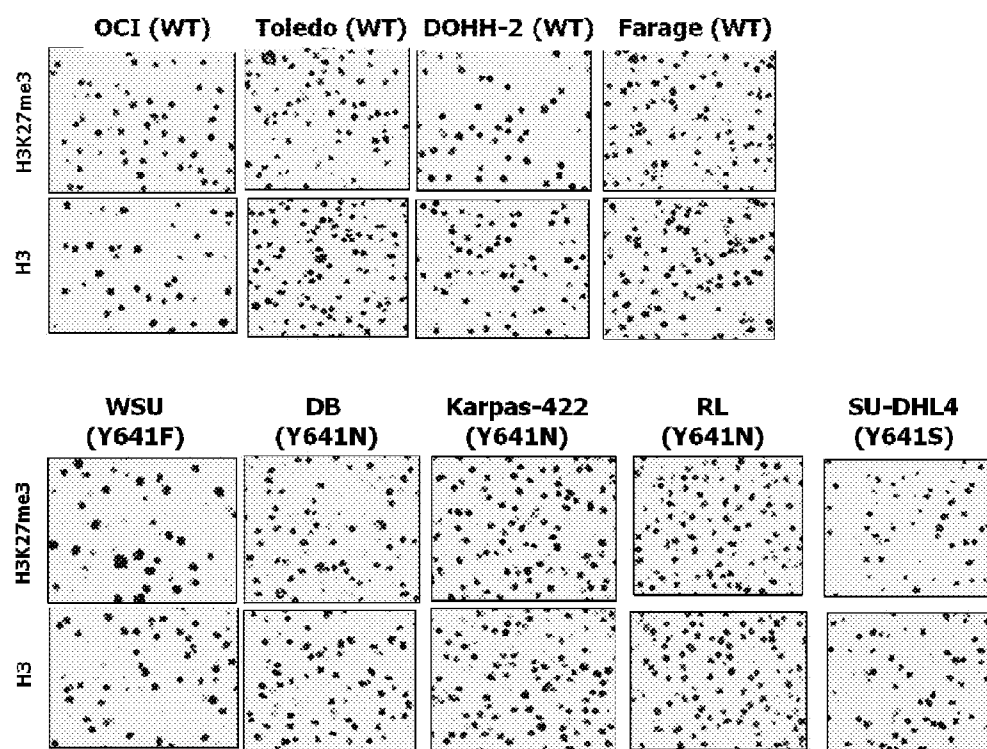 OCI (WT) Toledo (WT) DOHH-2 (WT) Farage (WT)
H3K27me3
H3
WSU DB Karpas-422 RL SU-DHL4
(Y641F) (Y641N) (Y641N) (Y641N) (Y641S)
H3K27me3
H3